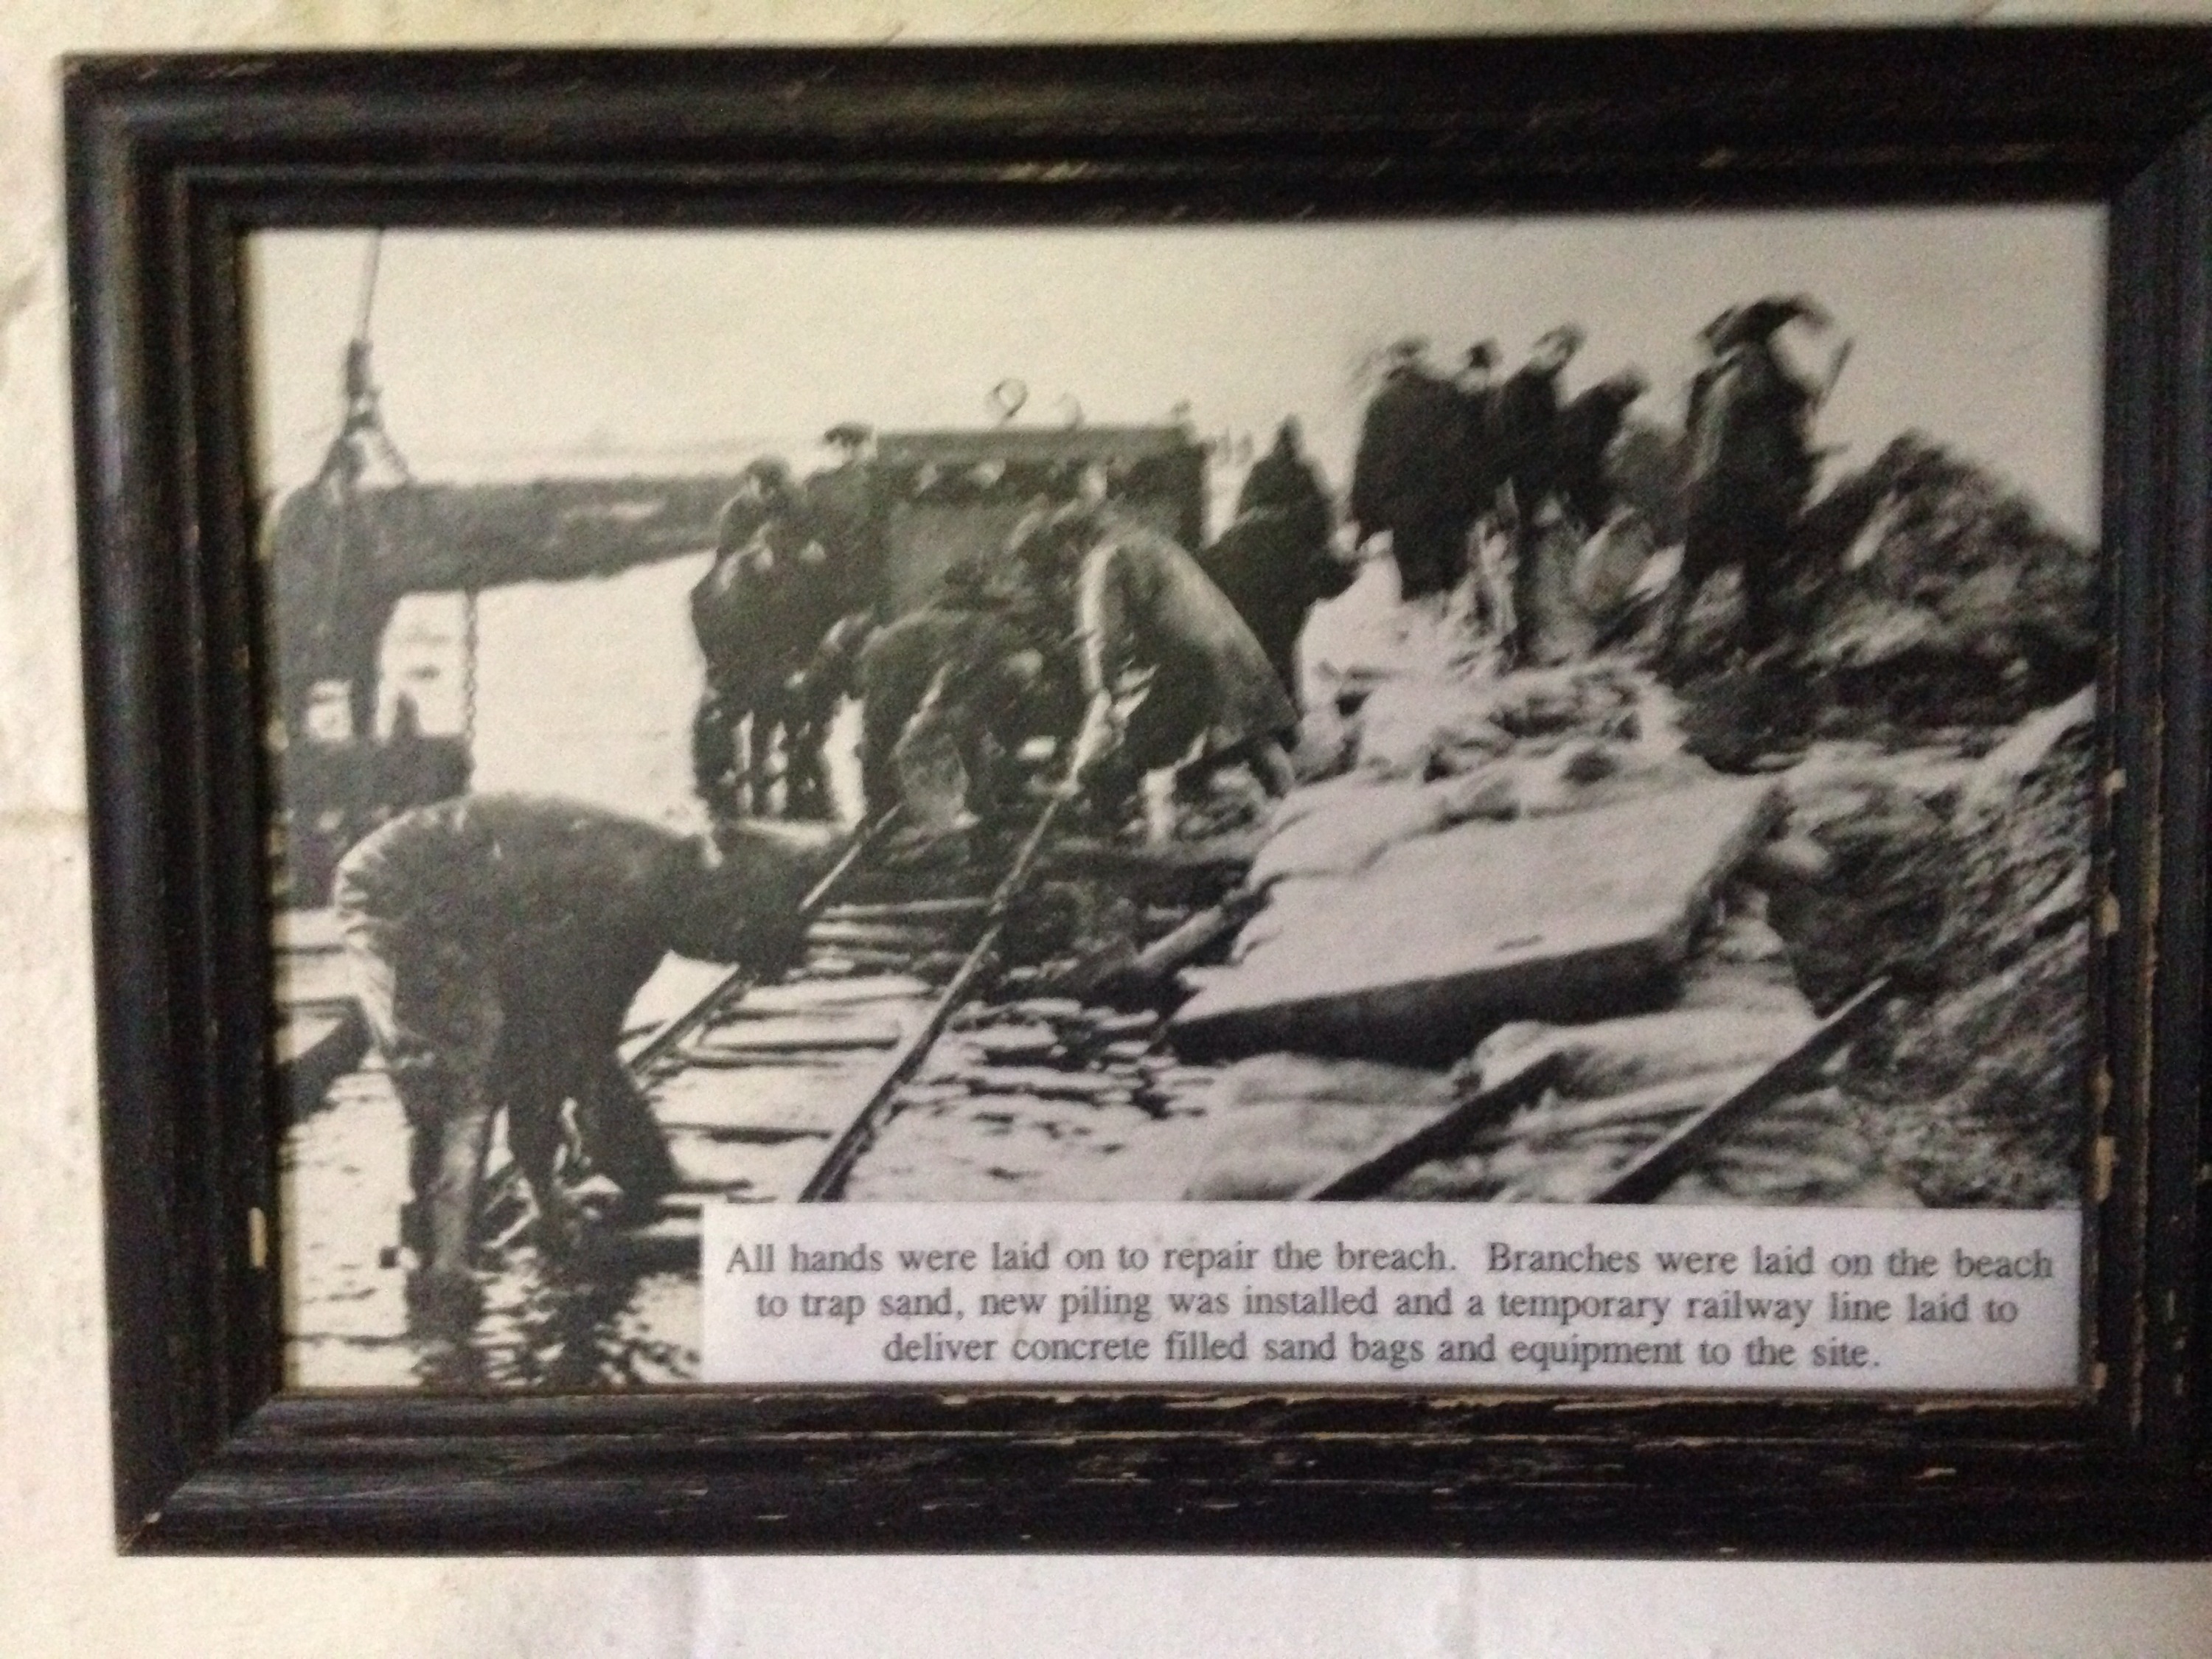 All hands were laid on to repair the breach. Branches were laid on the beach
to trap sand, new piling was installed and a temporary railway line laid to
deliver concrete filled sand bags and equipment to the site.